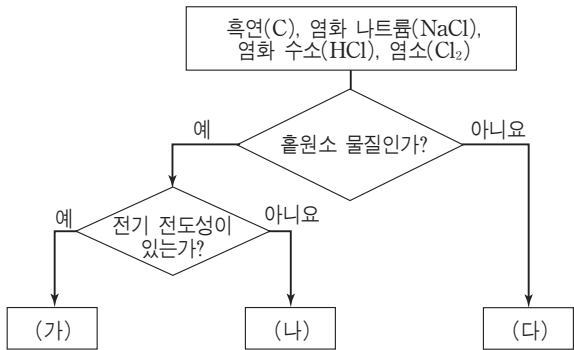 흑연(C), 염화 나트륨(NaCl),
염화 수소(HCl), 염소(Cl₂)
예
홑원소 물질인가?
아니요
예
전기 전도성이
있는가?
아니요
(가)
(나)
(다)